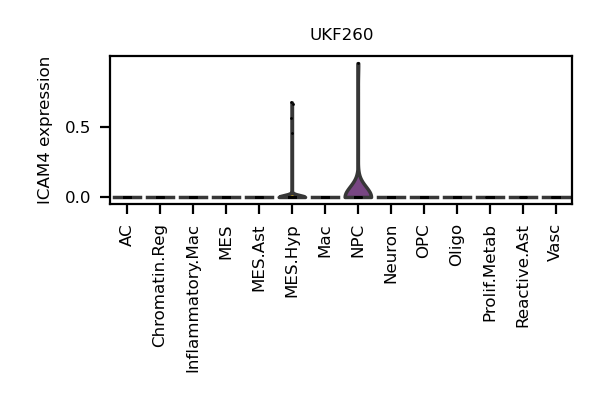 UKF260
ICAM4 expression
0.5
0.0
AC
Chromatin.Reg
Inflammatory.Mac
MES
MES.Ast
MES.Hyp
Mac
NPC
Neuron
OPC
Oligo
Prolif.Metab
Reactive.Ast
Vasc